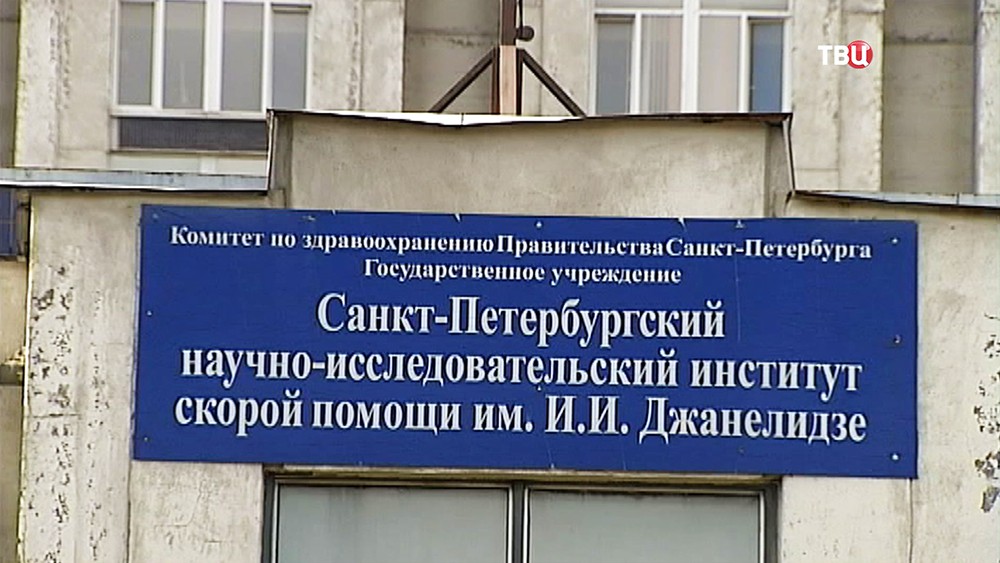 ТВЦ
Комитет по здравоохранению Правительства Санкт-Петербурга
Государственное учреждение
Санкт-Петербургский
научно-исследовательский институт
скорой помощи им. И.И. Джанелидзе